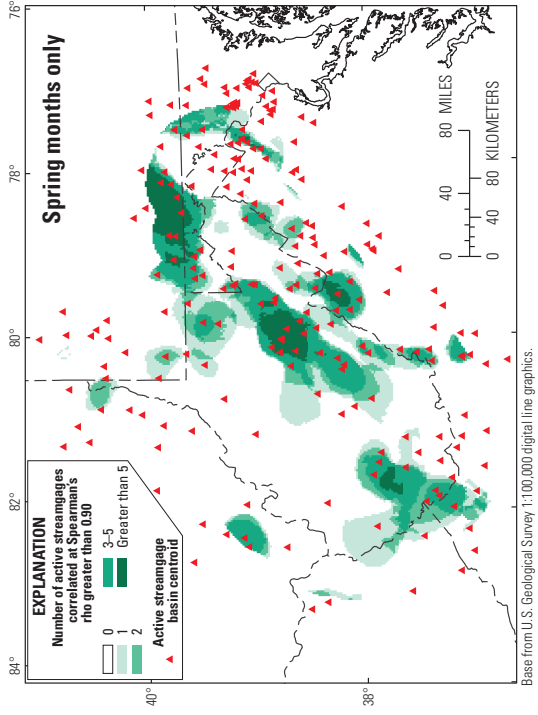 Spring months only
76°
78°
80°
82°
84°
40°
38°
EXPLANATION
Number of active streamgages
correlated at Spearman's
rho greater than 0.90
0
1
2
3–5
Greater than 5
Active streamgage
basin centroid
0 40 80 MILES
0 40 80 KILOMETERS
Base from U.S. Geological Survey 1:100,000 digital line graphics.